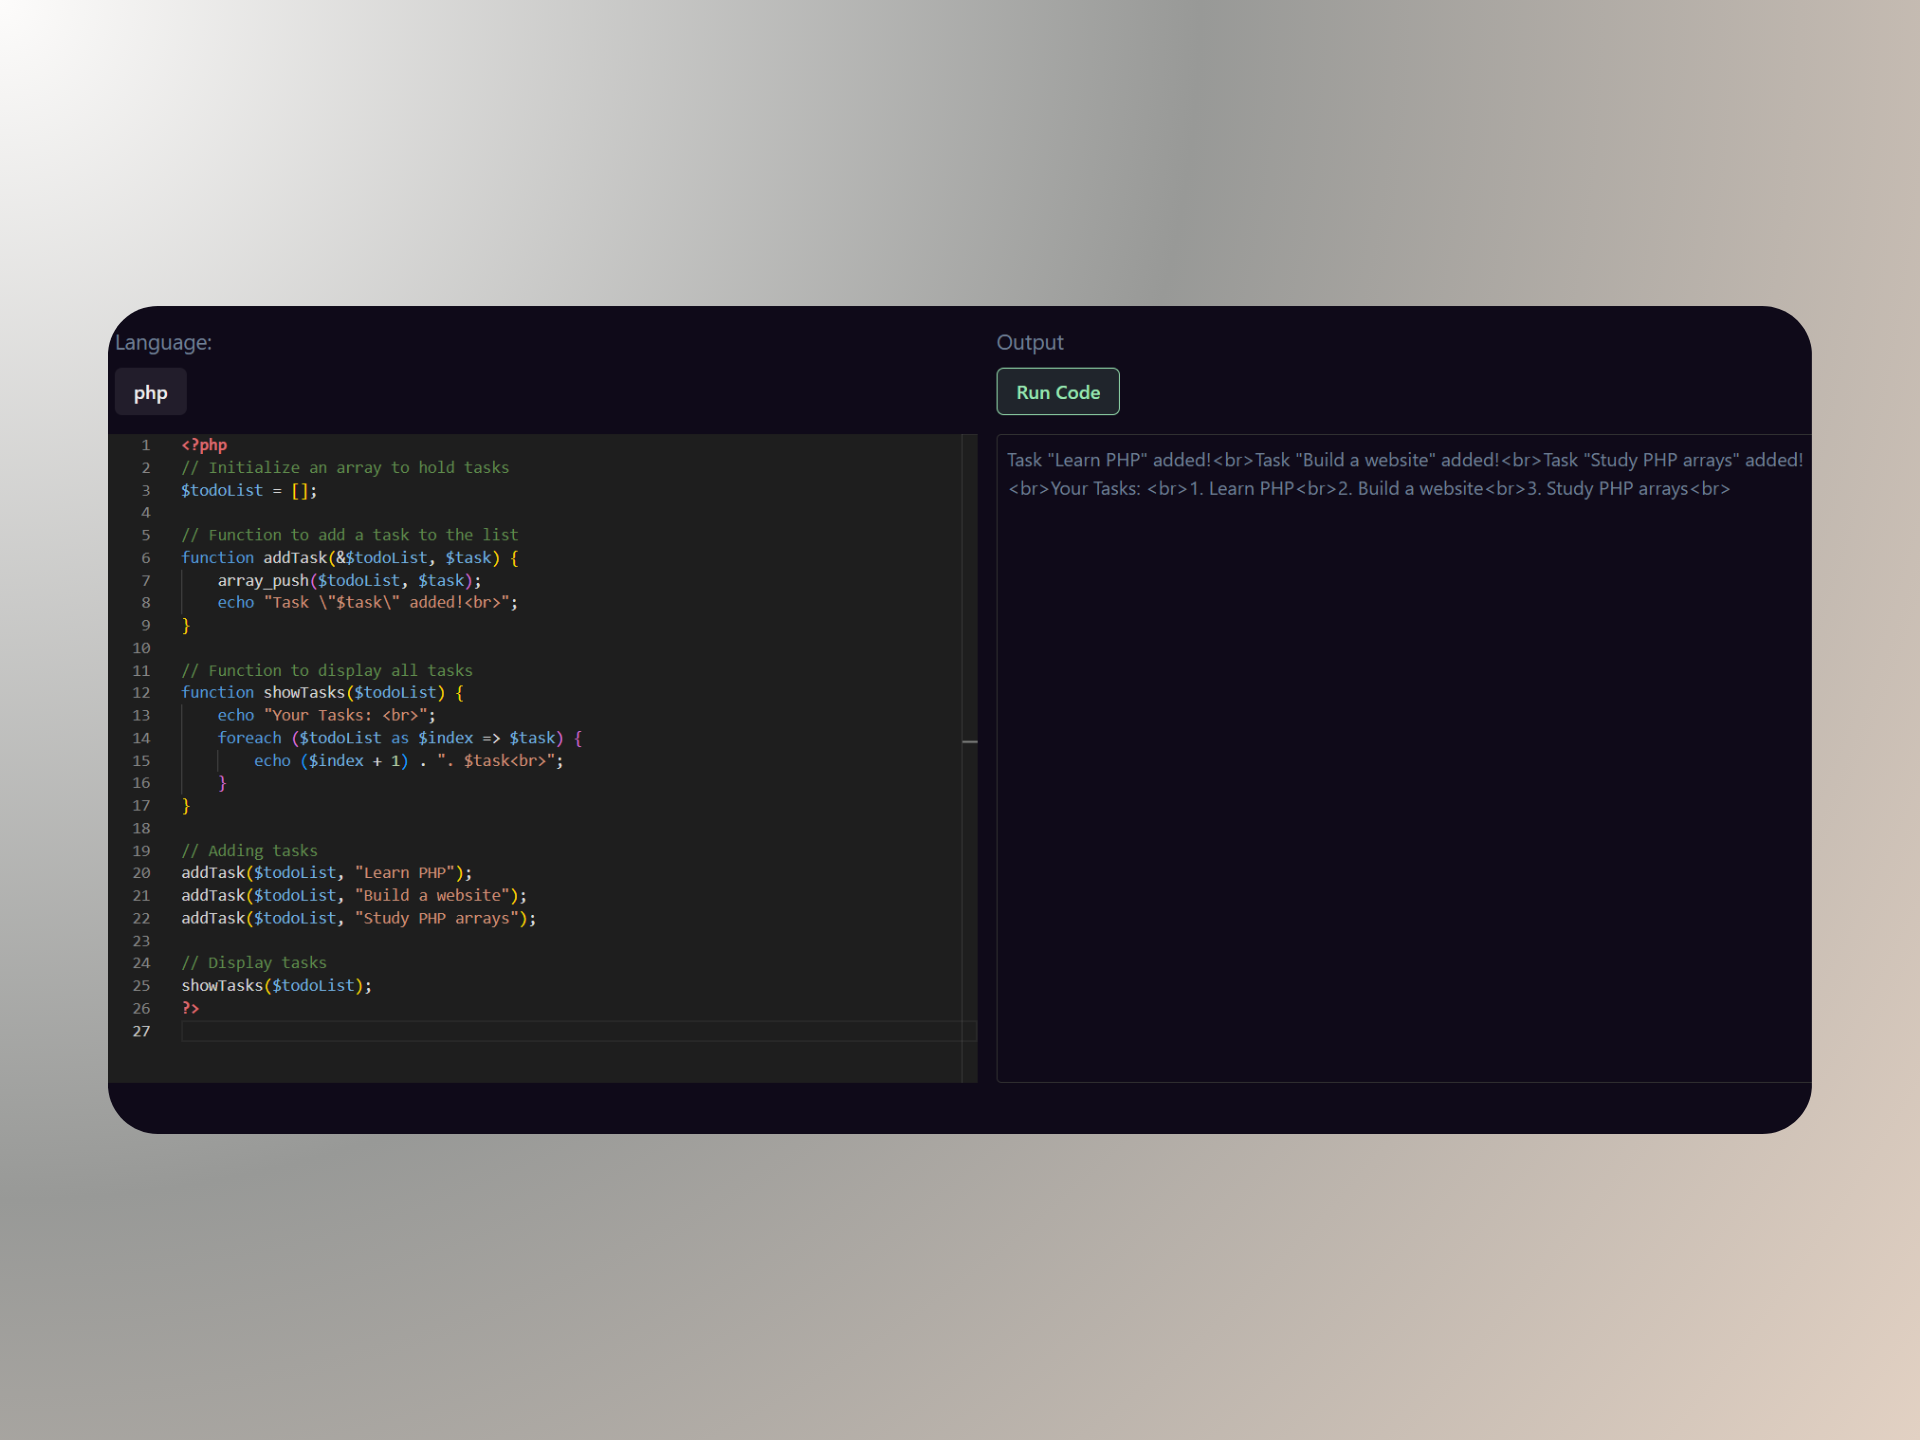 Language:
php
1 <?php
2 // Initialize an array to hold tasks
3 $todoList = [];
4
5 // Function to add a task to the list
6 function addTask(&$todoList, $task) {
7     array_push($todoList, $task);
8     echo "Task \"$task\" added!<br>";
9 }
10
11 // Function to display all tasks
12 function showTasks($todoList) {
13     echo "Your Tasks: <br>";
14     foreach ($todoList as $index => $task) {
15         echo ($index + 1) . ". $task<br>";
16     }
17 }
18
19 // Adding tasks
20 addTask($todoList, "Learn PHP");
21 addTask($todoList, "Build a website");
22 addTask($todoList, "Study PHP arrays");
23
24 // Display tasks
25 showTasks($todoList);
26 ?>
27
Output
Run Code
Task "Learn PHP" added!<br>Task "Build a website" added!<br>Task "Study PHP arrays" added!
<br>Your Tasks: <br>1. Learn PHP<br>2. Build a website<br>3. Study PHP arrays<br>